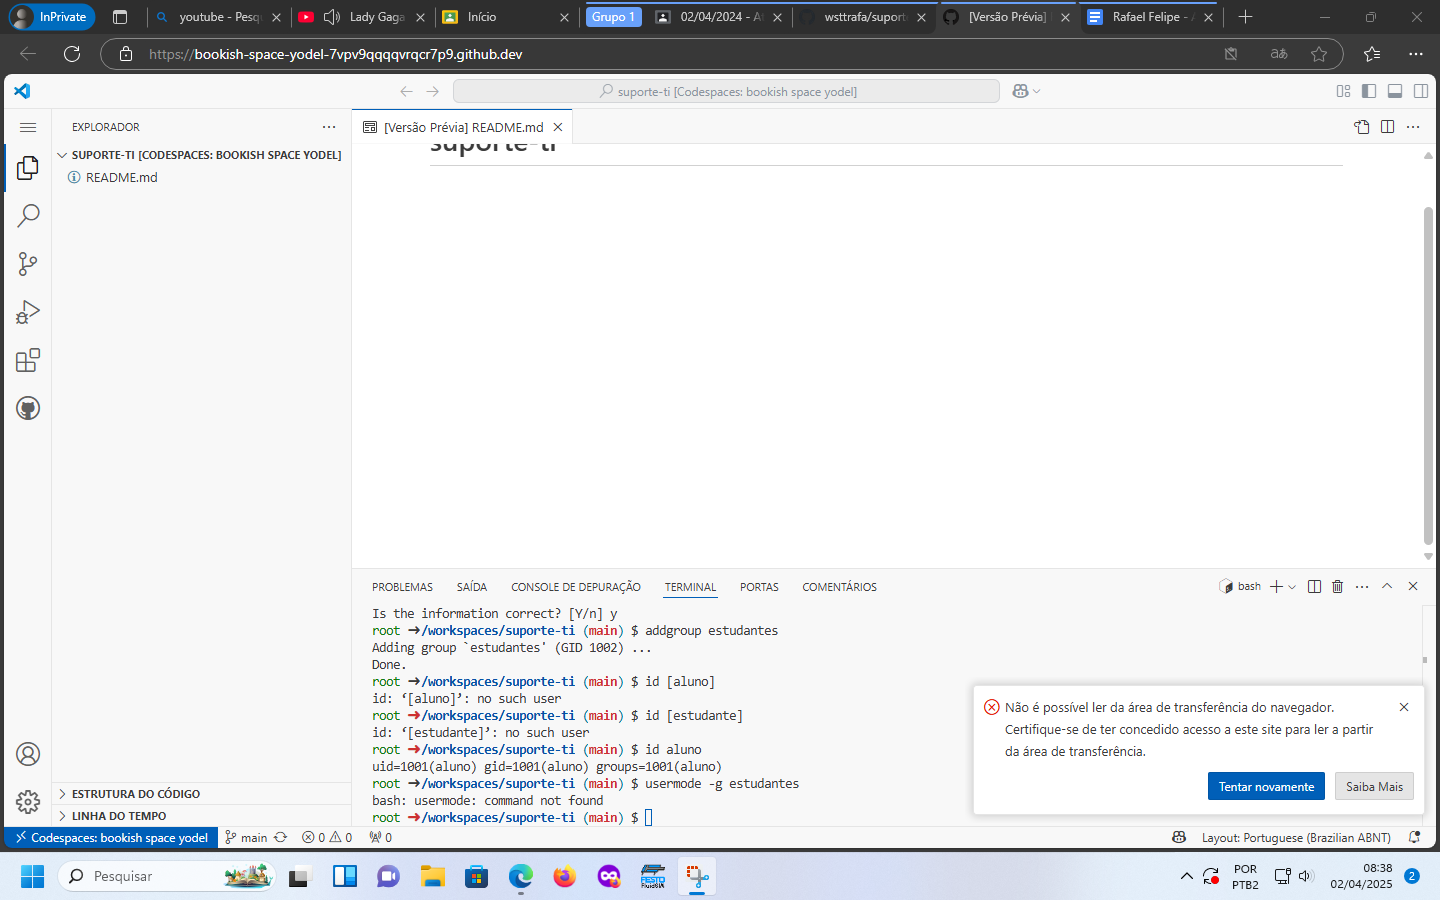 InPrivate
youtube - Pesq
Lady Gaga
Início
Grupo 1
02/04/2024 - At
wsttrafa/suport
[Versão Prévia]
Rafael Felipe - A
https://bookish-space-yodel-7vpv9qqqqvrqcr7p9.github.dev
suporte-ti [Codespaces: bookish space yodel]
EXPLORADOR
[Versão Prévia] README.md
SUPORTE-TI [CODESPACES: BOOKISH SPACE YODEL]
README.md
suporte-ti
PROBLEMAS
SAÍDA
CONSOLE DE DEPURAÇÃO
TERMINAL
PORTAS
COMENTÁRIOS
bash
Is the information correct? [Y/n] y
root ➜/workspaces/suporte-ti (main) $ addgroup estudantes
Adding group `estudantes' (GID 1002) ...
Done.
root ➜/workspaces/suporte-ti (main) $ id [aluno]
id: ‘[aluno]’: no such user
root ➜/workspaces/suporte-ti (main) $ id [estudante]
id: ‘[estudante]’: no such user
root ➜/workspaces/suporte-ti (main) $ id aluno
uid=1001(aluno) gid=1001(aluno) groups=1001(aluno)
root ➜/workspaces/suporte-ti (main) $ usermode -g estudantes
bash: usermode: command not found
root ➜/workspaces/suporte-ti (main) $
Não é possível ler da área de transferência do navegador.
Certifique-se de ter concedido acesso a este site para ler a partir
da área de transferência.
Tentar novamente
Saiba Mais
ESTRUTURA DO CÓDIGO
LINHA DO TEMPO
Codespaces: bookish space yodel
main
0
0
0
Layout: Portuguese (Brazilian ABNT)
Pesquisar
FESTO
FluidSIM
POR
PTB2
08:38
02/04/2025
2